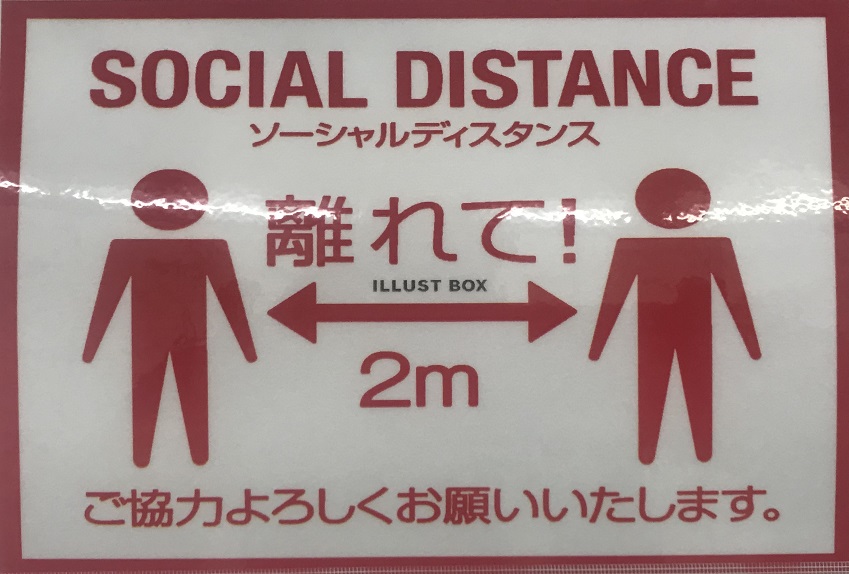 SOCIAL DISTANCE
ソーシャルディスタンス
離れて!
ILLUST BOX
2m
ご協力よろしくお願いいたします。